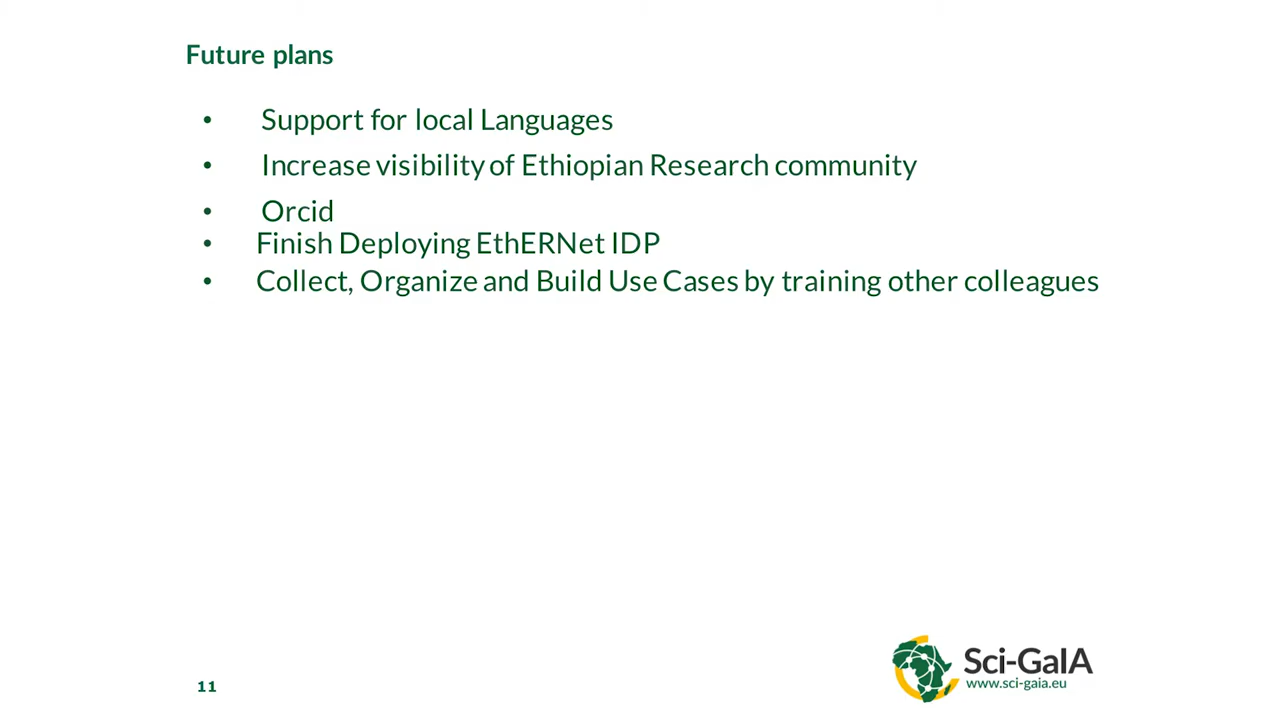 Future plans
• Support for local Languages
• Increase visibility of Ethiopian Research community
• Orcid
• Finish Deploying EthERNet IDP
• Collect, Organize and Build Use Cases by training other colleagues
11
Sci-GaIA
www.sci-gaia.eu